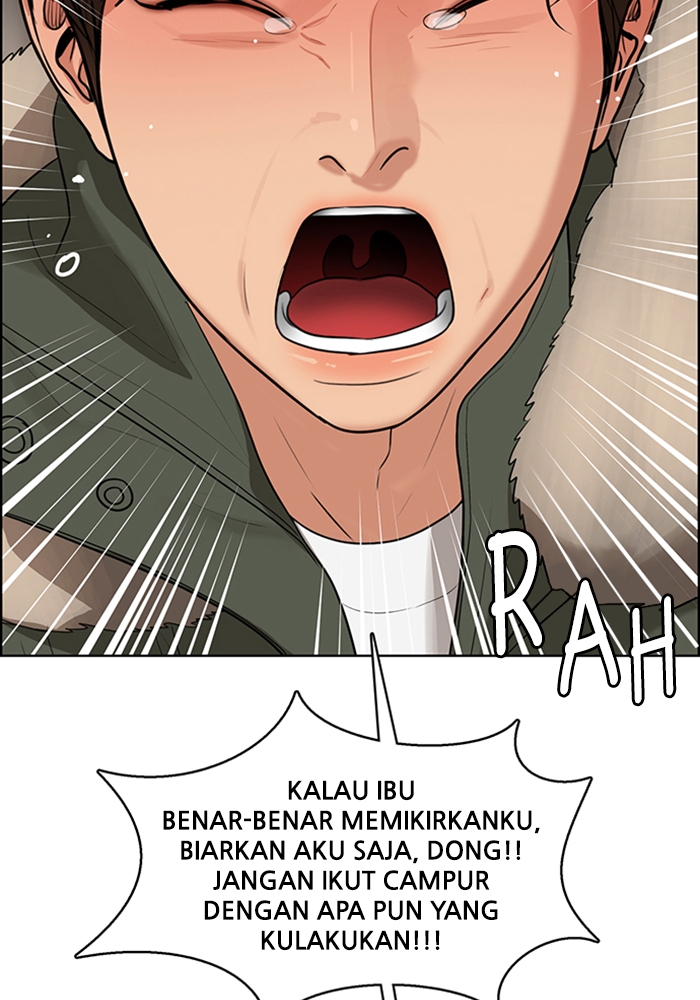 RAH
KALAU IBU
BENAR-BENAR MEMIKIRKANKU,
BIARKAN AKU SAJA, DONG!!
JANGAN IKUT CAMPUR
DENGAN APA PUN YANG
KULAKUKAN!!!